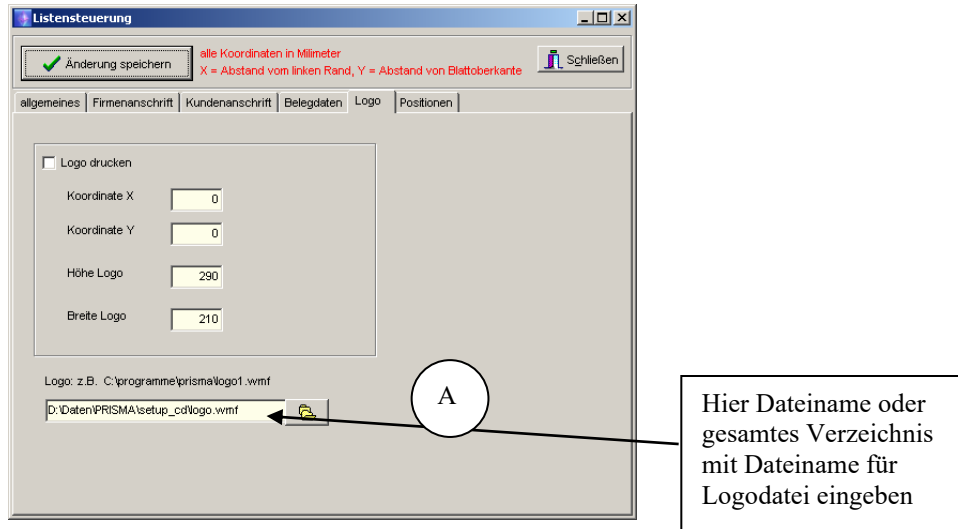 Listensteuerung
Änderung speichern
alle Koordinaten in Milimeter
X = Abstand vom linken Rand, Y = Abstand von Blattoberkante
Schließen
allgemeines
Firmenanschrift
Kundenanschrift
Belegdaten
Logo
Positionen
Logo drucken
Koordinate X
0
Koordinate Y
0
Höhe Logo
290
Breite Logo
210
Logo: z.B. C:\programme\prisma\logo1.wmf
D:\Daten\PRISMA\setup_cd\logo.wmf
A
Hier Dateiname oder
gesamtes Verzeichnis
mit Dateiname für
Logodatei eingeben